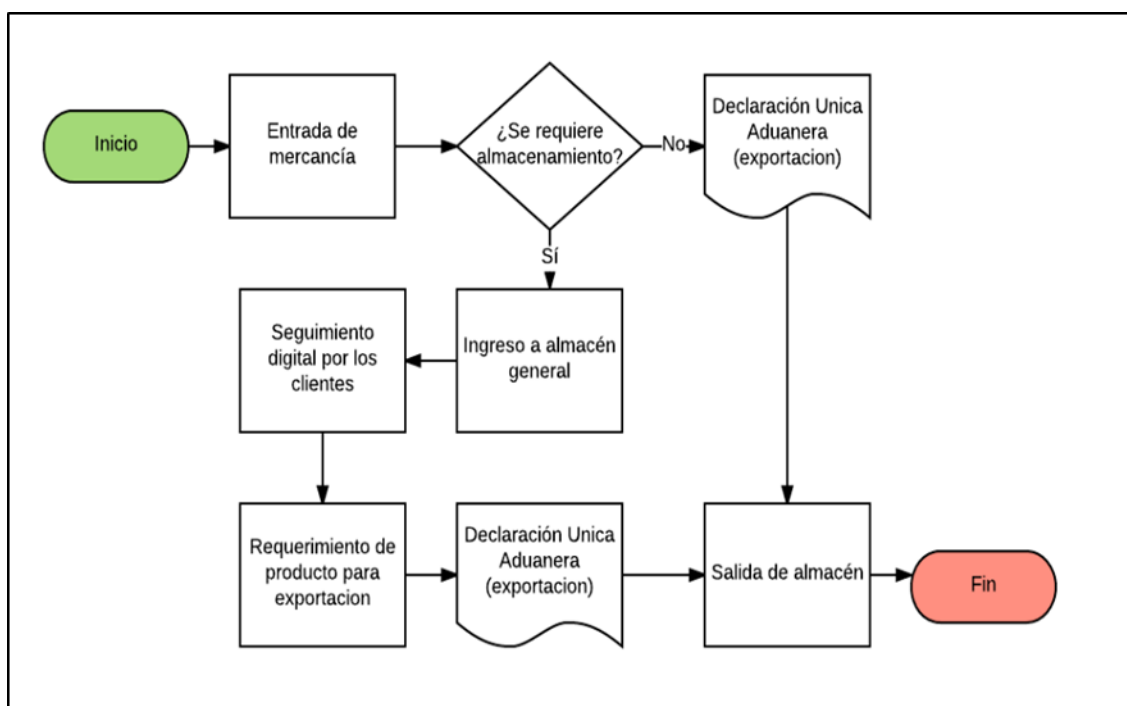 Inicio
Entrada de
mercancía
¿Se requiere
almacenamiento?
No
Declaración Unica
Aduanera
(exportacion)
Sí
Ingreso a almacén
general
Seguimiento
digital por los
clientes
Requerimiento de
producto para
exportacion
Declaración Unica
Aduanera
(exportacion)
Salida de almacén
Fin